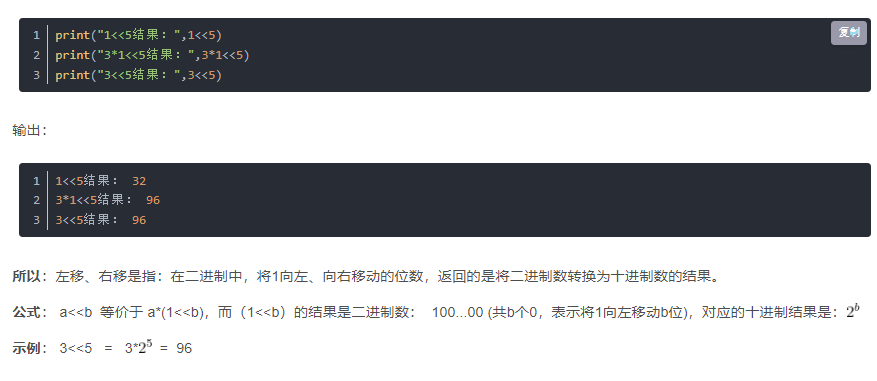 复制
1 print("1<<5结果：",1<<5)
2 print("3*1<<5结果：",3*1<<5)
3 print("3<<5结果：",3<<5)
输出：
1 1<<5结果： 32
2 3*1<<5结果： 96
3 3<<5结果： 96
所以：左移、右移是指：在二进制中，将1向左、向右移动的位数，返回的是将二进制数转换为十进制数的结果。
公式： a<<b 等价于 a*(1<<b)，而（1<<b）的结果是二进制数： 100...00 (共b个0，表示将1向左移动b位)，对应的十进制结果是：2^b
示例： 3<<5 = 3*2^5 = 96